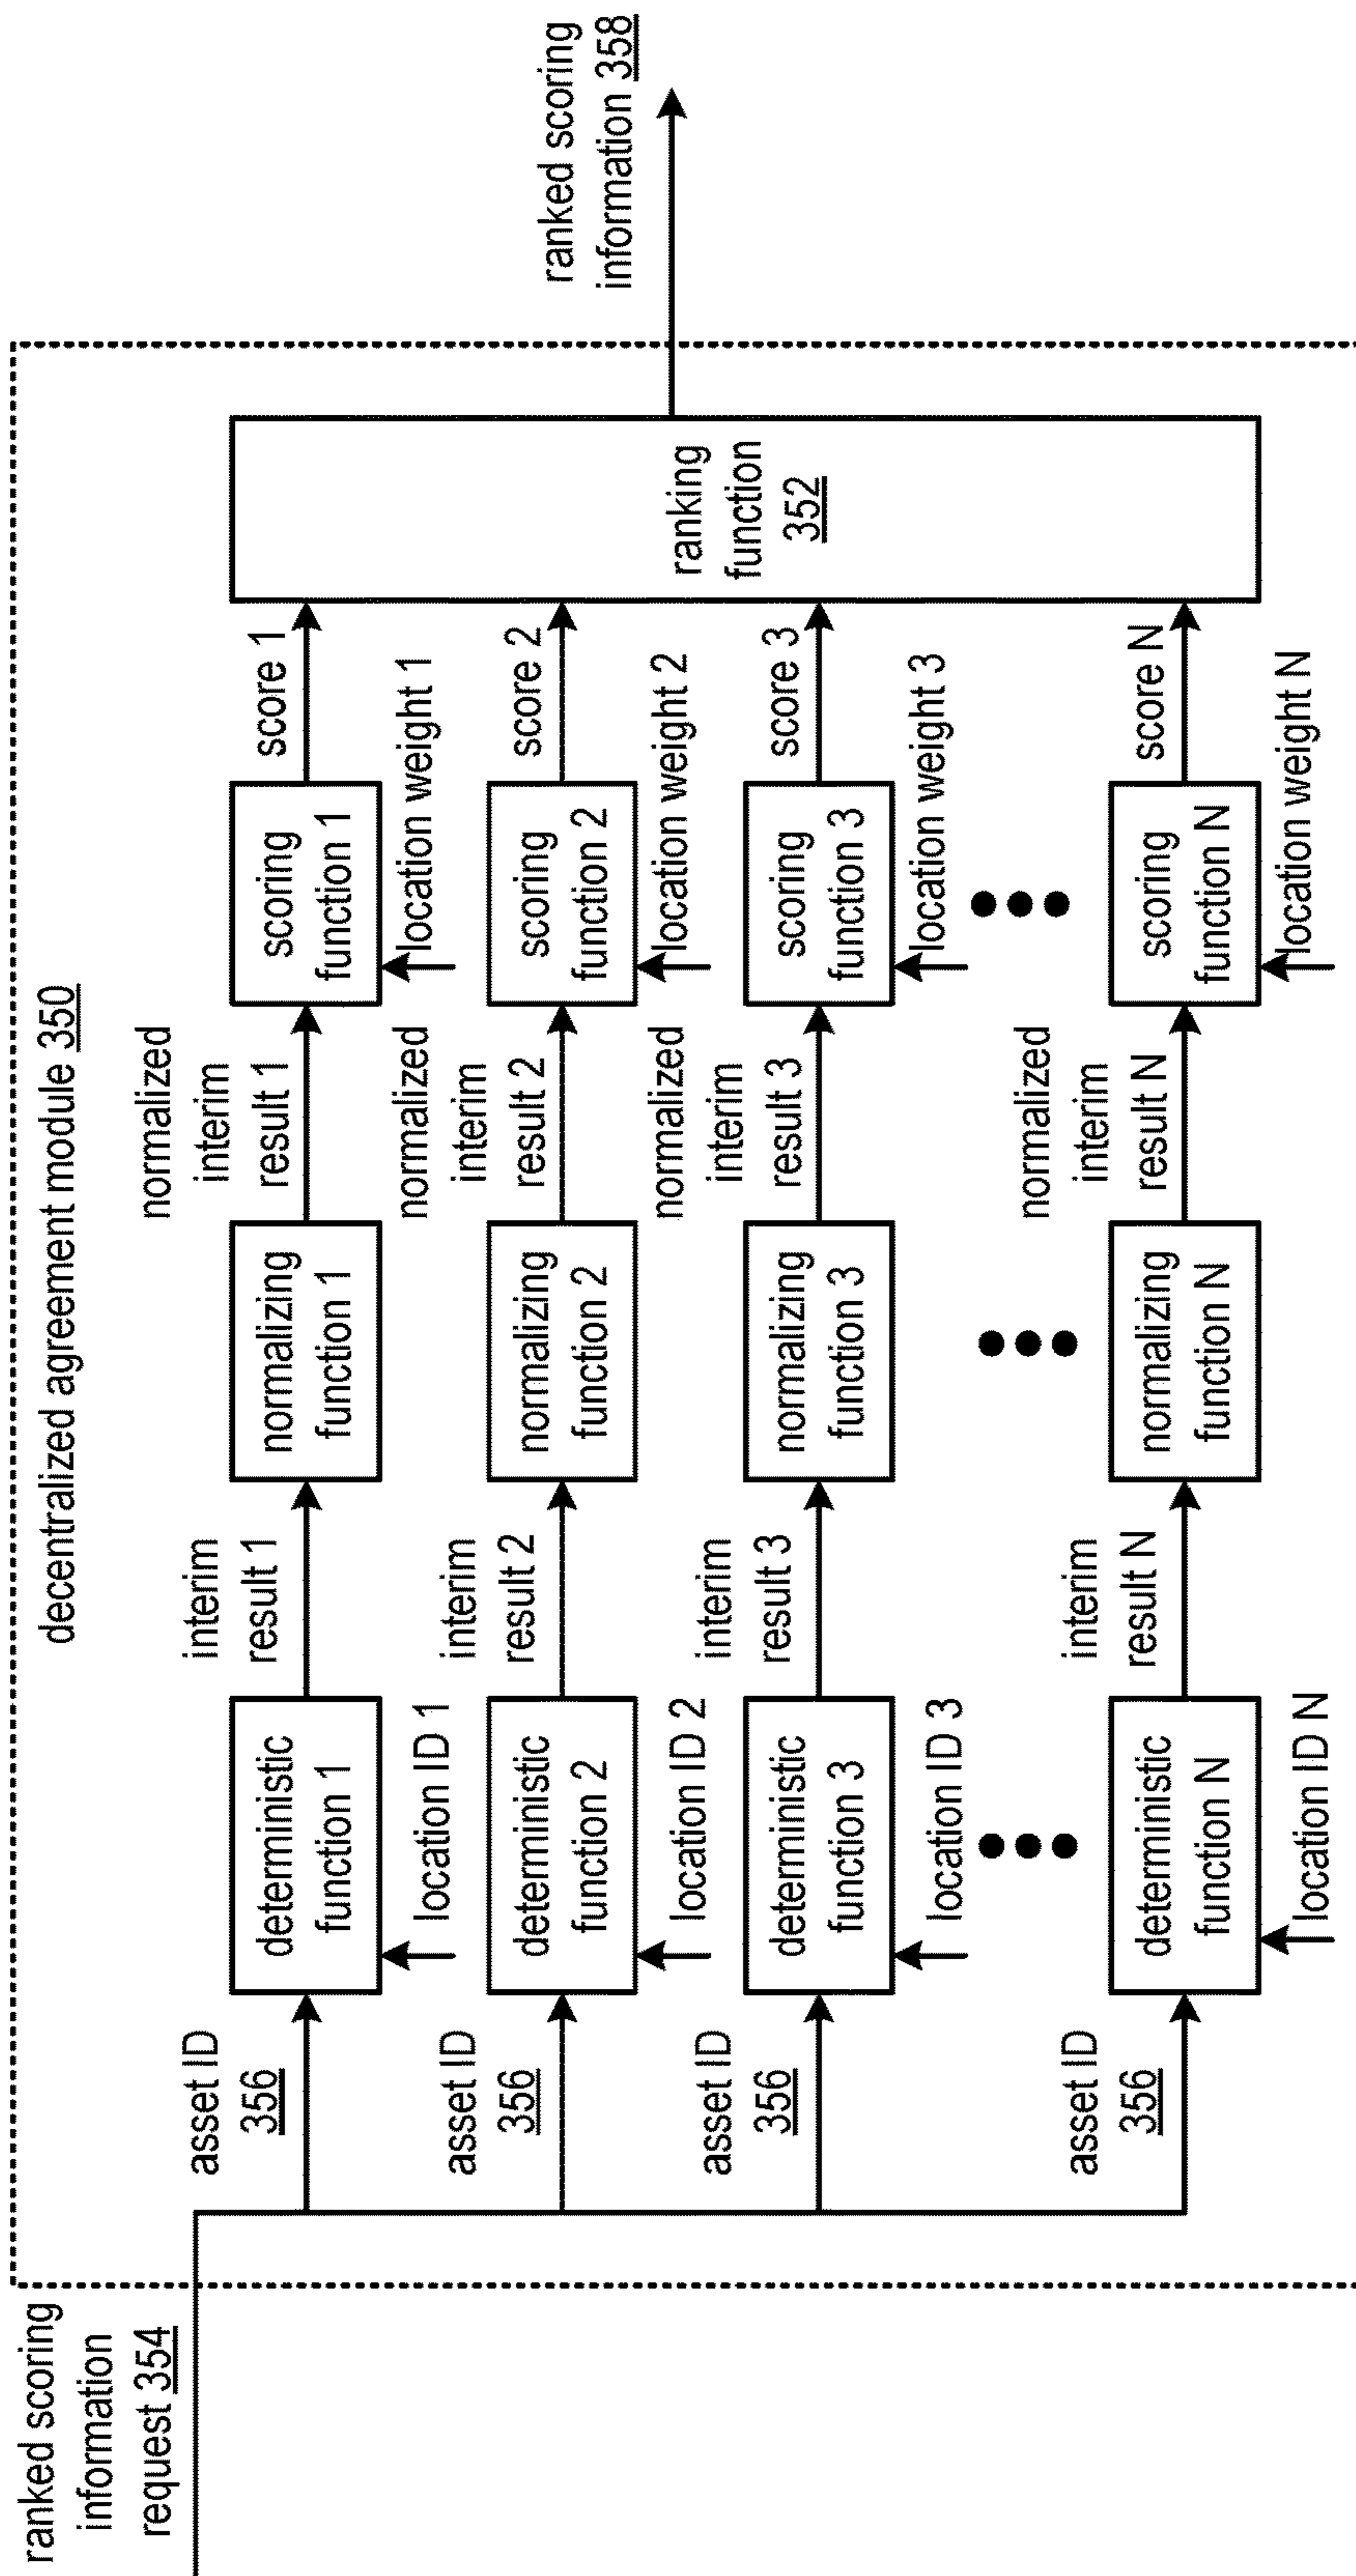 ranked scoring
information
request 354
decentralized agreement module 350
asset ID
356
deterministic
function 1
location ID 1
interim
result 1
normalizing
function 1
normalized
interim
result 1
scoring
function 1
location weight 1
score 1
asset ID
356
deterministic
function 2
location ID 2
interim
result 2
normalizing
function 2
normalized
interim
result 2
scoring
function 2
location weight 2
score 2
asset ID
356
deterministic
function 3
location ID 3
interim
result 3
normalizing
function 3
normalized
interim
result 3
scoring
function 3
location weight 3
score 3
asset ID
356
deterministic
function N
location ID N
interim
result N
normalizing
function N
normalized
interim
result N
scoring
function N
location weight N
score N
ranking
function
352
ranked scoring
information 358